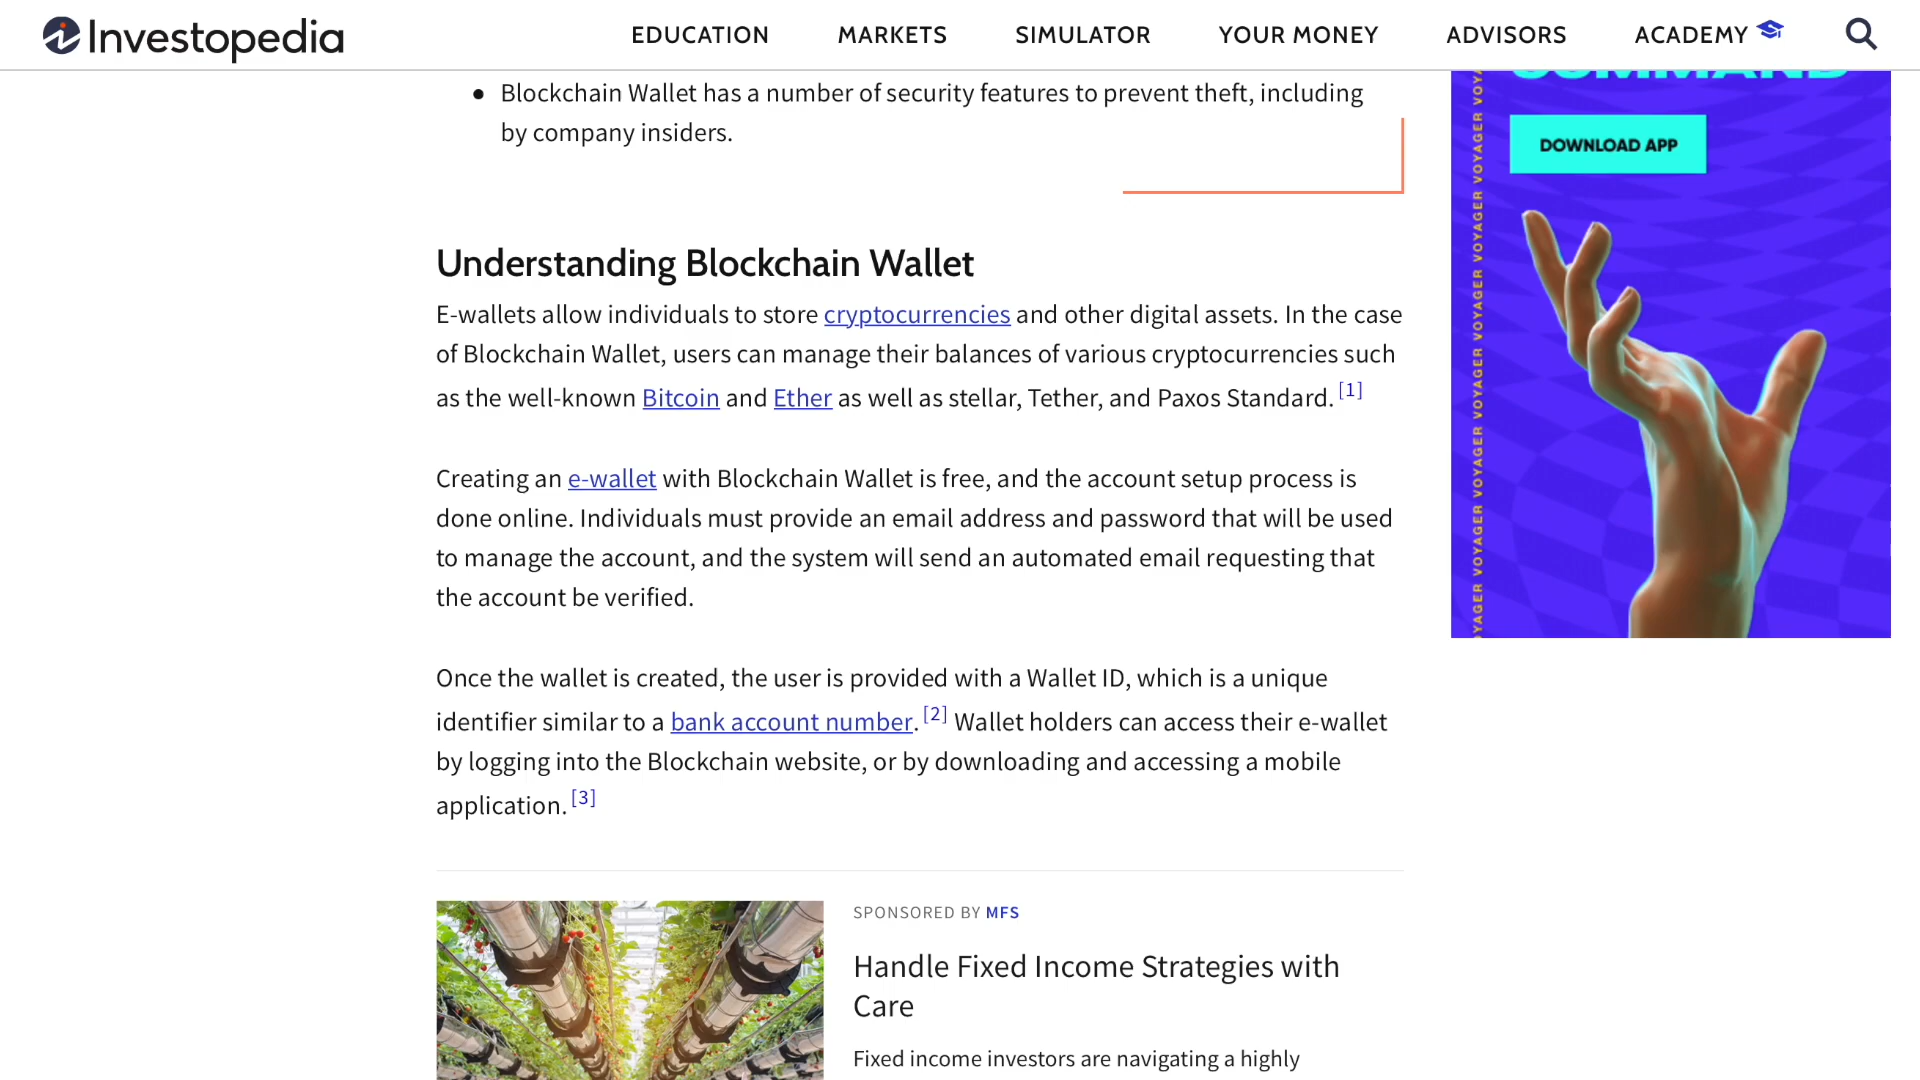 Investopedia
EDUCATION
MARKETS
SIMULATOR
YOUR MONEY
ADVISORS
ACADEMY
Blockchain Wallet has a number of security features to prevent theft, including
by company insiders.
DOWNLOAD APP
VOYAGER VOYAGER VOYAGER VOYAGER VOYAGER VOYAGER
Understanding Blockchain Wallet
E-wallets allow individuals to store cryptocurrencies and other digital assets. In the case
of Blockchain Wallet, users can manage their balances of various cryptocurrencies such
as the well-known Bitcoin and Ether as well as stellar, Tether, and Paxos Standard. [1]
Creating an e-wallet with Blockchain Wallet is free, and the account setup process is
done online. Individuals must provide an email address and password that will be used
to manage the account, and the system will send an automated email requesting that
the account be verified.
Once the wallet is created, the user is provided with a Wallet ID, which is a unique
identifier similar to a bank account number. [2] Wallet holders can access their e-wallet
by logging into the Blockchain website, or by downloading and accessing a mobile
application. [3]
SPONSORED BY MFS
Handle Fixed Income Strategies with
Care
Fixed income investors are navigating a highly